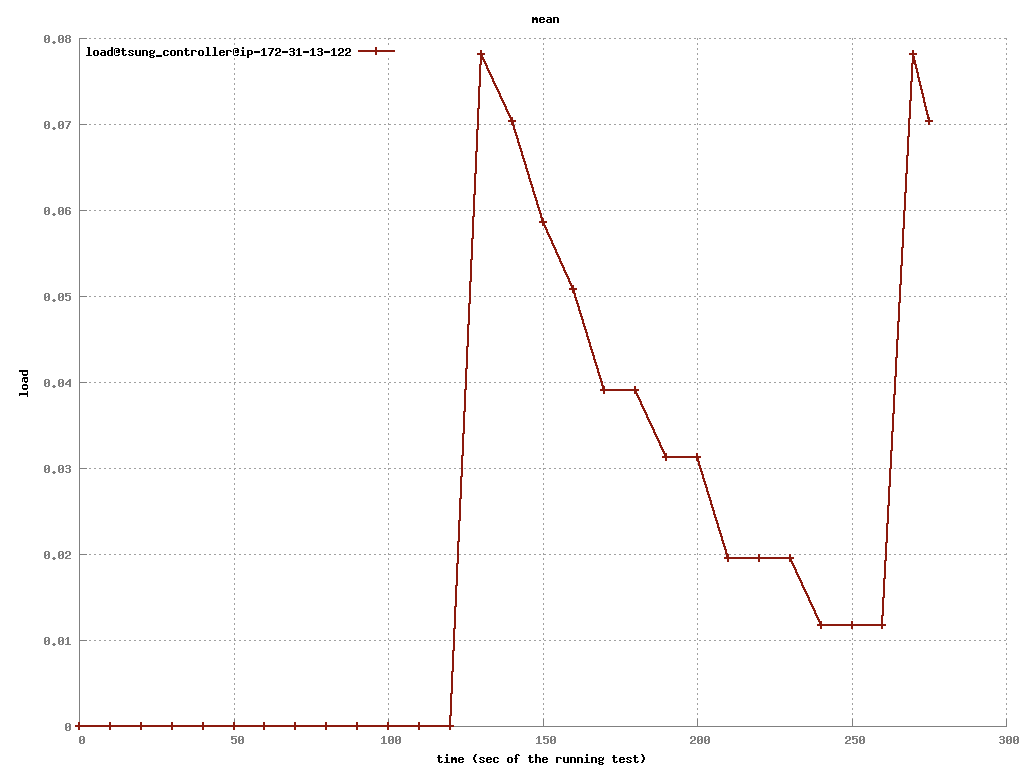 mean
0.08
load@tsung_controller@ip-172-31-13-122
0.07
0.06
0.05
load
0.04
0.03
0.02
0.01
0
0 50 100 150 200 250 300
time (sec of the running test)